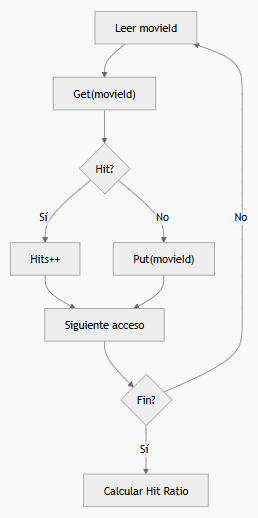 Leer movieId
Get(movieId)
Hit?
Sí
No
Hits++
Put(movieId)
Siguiente acceso
No
Fin?
Sí
Calcular Hit Ratio